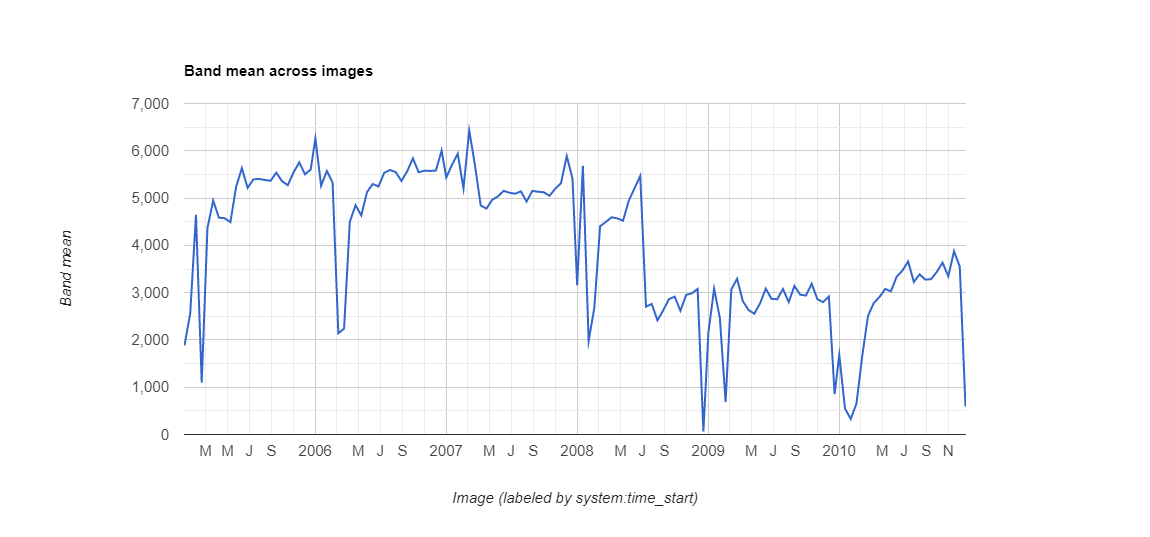 Band mean across images
7,000
6,000
5,000
4,000
3,000
2,000
1,000
0
Band mean
M M J S 2006 M J S 2007 M J S 2008 M J S 2009 M J S 2010 M J S N
Image (labeled by system:time_start)